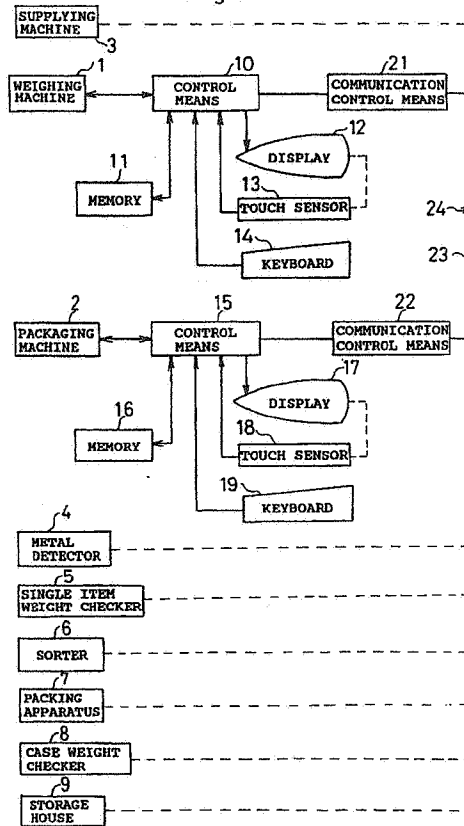 SUPPLYING
MACHINE
3
1
10
21
WEIGHING
MACHINE
CONTROL
MEANS
COMMUNICATION
CONTROL MEANS
12
DISPLAY
11
MEMORY
13
TOUCH SENSOR
24
14
KEYBOARD
23
2
15
22
PACKAGING
MACHINE
CONTROL
MEANS
COMMUNICATION
CONTROL MEANS
17
DISPLAY
16
MEMORY
18
TOUCH SENSOR
19
KEYBOARD
4
METAL
DETECTOR
5
SINGLE ITEM
WEIGHT CHECKER
6
SORTER
7
PACKING
APPARATUS
8
CASE WEIGHT
CHECKER
9
STORAGE
HOUSE